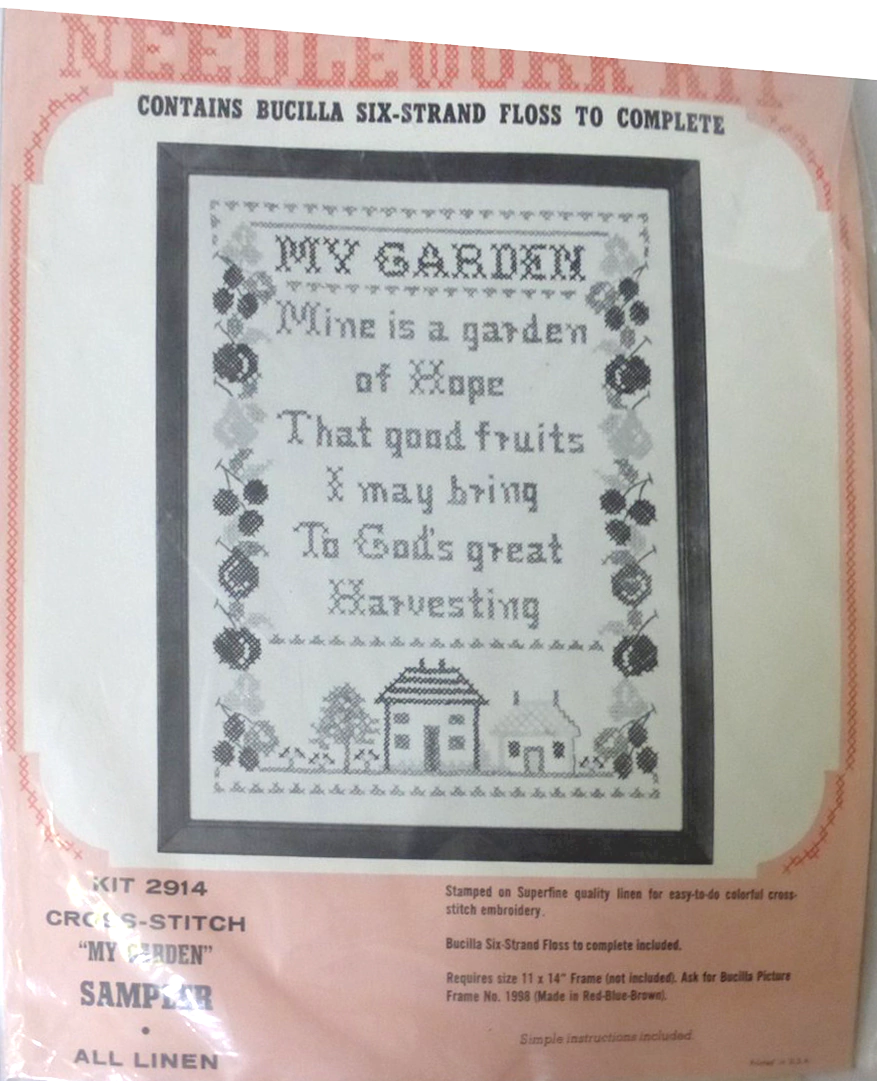 NEEDLEWORK KIT
CONTAINS BUCILLA SIX-STRAND FLOSS TO COMPLETE
MY GARDEN
Mine is a garden
of Hope
That good fruits
I may bring
To God's great
Harvesting
KIT 2914
CROSS-STITCH
"MY GARDEN"
SAMPLER
•
ALL LINEN
Stamped on Superfine quality linen for easy-to-do colorful cross-
stitch embroidery.
Bucilla Six-Strand Floss to complete included.
Requires size 11 x 14" Frame (not included). Ask for Bucilla Picture
Frame No. 1998 (Made in Red-Blue-Brown).
Simple instructions included.
Printed in U.S.A.